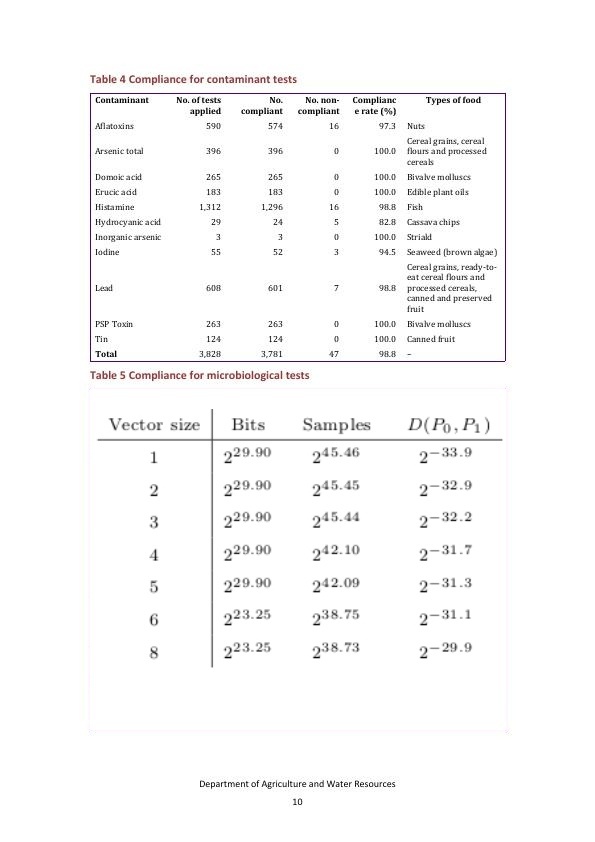 Table 4 Compliance for contaminant tests
Contaminant No. of tests applied No. compliant No. non-compliant Complianc e rate (%) Types of food
Aflatoxins 590 574 16 97.3 Nuts
Arsenic total 396 396 0 100.0 Cereal grains, cereal flours and processed cereals
Domoic acid 265 265 0 100.0 Bivalve molluscs
Erucic acid 183 183 0 100.0 Edible plant oils
Histamine 1,312 1,296 16 98.8 Fish
Hydrocyanic acid 29 24 5 82.8 Cassava chips
Inorganic arsenic 3 3 0 100.0 Striald
Iodine 55 52 3 94.5 Seaweed (brown algae)
Lead 608 601 7 98.8 Cereal grains, ready-to-eat cereal flours and processed cereals, canned and preserved fruit
PSP Toxin 263 263 0 100.0 Bivalve molluscs
Tin 124 124 0 100.0 Canned fruit
Total 3,828 3,781 47 98.8 –
Table 5 Compliance for microbiological tests
Vector size Bits Samples D(P₀, P₁)
1 2^29.90 2^45.46 2^−33.9
2 2^29.90 2^45.45 2^−32.9
3 2^29.90 2^45.44 2^−32.2
4 2^29.90 2^42.10 2^−31.7
5 2^29.90 2^42.09 2^−31.3
6 2^23.25 2^38.75 2^−31.1
8 2^23.25 2^38.73 2^−29.9
Department of Agriculture and Water Resources
10